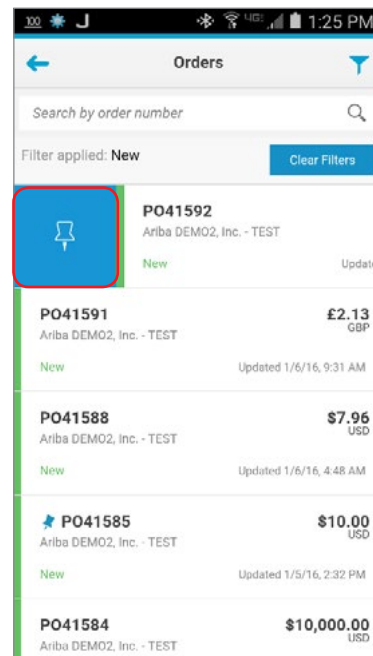 100 J 4G 1:25 PM
Orders
Search by order number
Filter applied: New Clear Filters
PO41592
Ariba DEMO2, Inc. - TEST
New Update
PO41591 £2.13
Ariba DEMO2, Inc. - TEST GBP
New Updated 1/6/16, 9:31 AM
PO41588 $7.96
Ariba DEMO2, Inc. - TEST USD
New Updated 1/6/16, 4:48 AM
PO41585 $10.00
Ariba DEMO2, Inc. - TEST USD
New Updated 1/5/16, 2:32 PM
PO41584 $10,000.00
Ariba DEMO2, Inc. - TEST USD